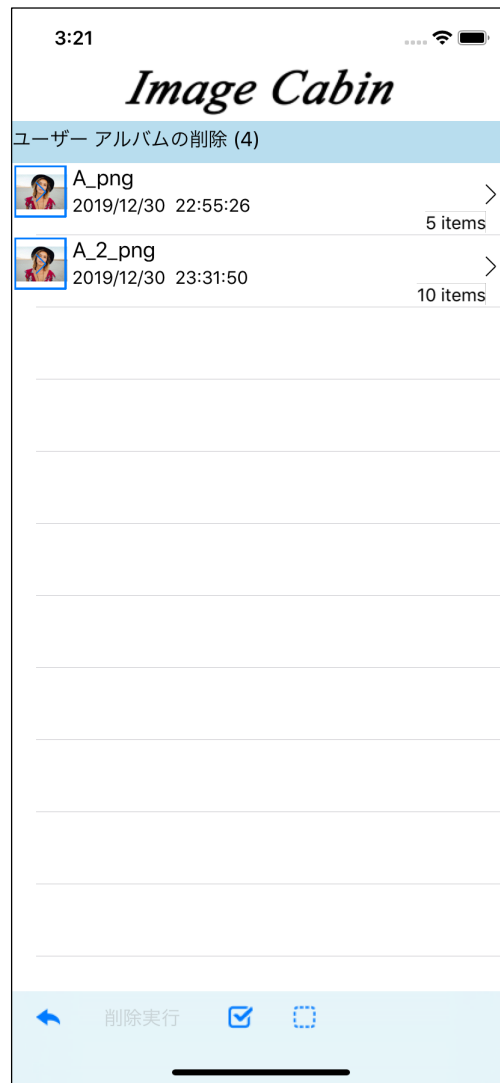 3:21
Image Cabin
ユーザー アルバムの削除 (4)
A_png
2019/12/30 22:55:26
5 items
A_2_png
2019/12/30 23:31:50
10 items
削除実行